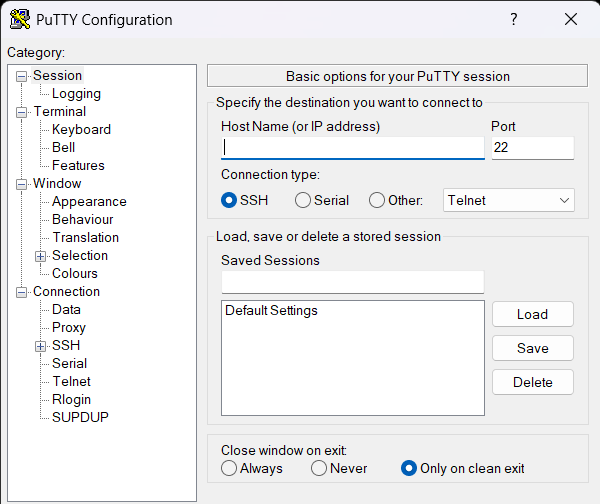 PuTTY Configuration
?
Category:
Session
Logging
Terminal
Keyboard
Bell
Features
Window
Appearance
Behaviour
Translation
Selection
Colours
Connection
Data
Proxy
SSH
Serial
Telnet
Rlogin
SUPDUP
Basic options for your PuTTY session
Specify the destination you want to connect to
Host Name (or IP address) Port
22
Connection type:
SSH Serial Other: Telnet
Load, save or delete a stored session
Saved Sessions
Default Settings
Load
Save
Delete
Close window on exit:
Always Never Only on clean exit